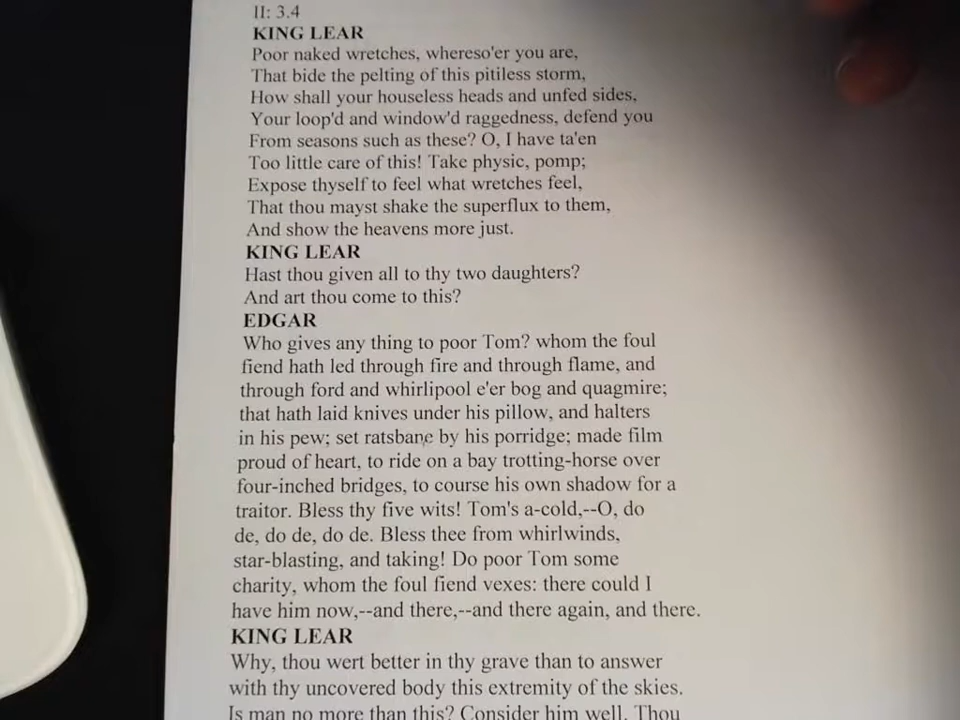 II: 3.4
KING LEAR
Poor naked wretches, whereso'er you are,
That bide the pelting of this pitiless storm,
How shall your houseless heads and unfed sides,
Your loop'd and window'd raggedness, defend you
From seasons such as these? O, I have ta'en
Too little care of this! Take physic, pomp;
Expose thyself to feel what wretches feel,
That thou mayst shake the superflux to them,
And show the heavens more just.
KING LEAR
Hast thou given all to thy two daughters?
And art thou come to this?
EDGAR
Who gives any thing to poor Tom? whom the foul
fiend hath led through fire and through flame, and
through ford and whirlipool e'er bog and quagmire;
that hath laid knives under his pillow, and halters
in his pew; set ratsbane by his porridge; made film
proud of heart, to ride on a bay trotting-horse over
four-inched bridges, to course his own shadow for a
traitor. Bless thy five wits! Tom's a-cold,--O, do
de, do de, do de. Bless thee from whirlwinds,
star-blasting, and taking! Do poor Tom some
charity, whom the foul fiend vexes: there could I
have him now,--and there,--and there again, and there.
KING LEAR
Why, thou wert better in thy grave than to answer
with thy uncovered body this extremity of the skies.
Is man no more than this? Consider him well. Thou